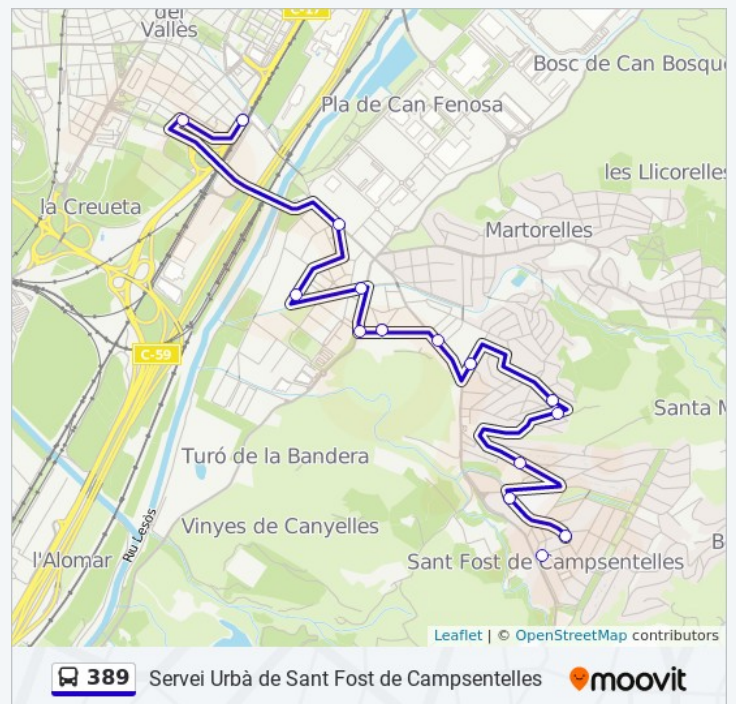 C-17
del
Vallès
Bosc de Can Bosque
Pla de Can Fenosa
les Llicorelles
la Creueta
Martorelles
C-59
Santa M
Turó de la Bandera
Riu Lesòs
Vinyes de Canyelles
B
l'Alomar
Sant Fost de Campsentelles
Leaflet | © OpenStreetMap contributors
389 Servei Urbà de Sant Fost de Campsentelles moovit